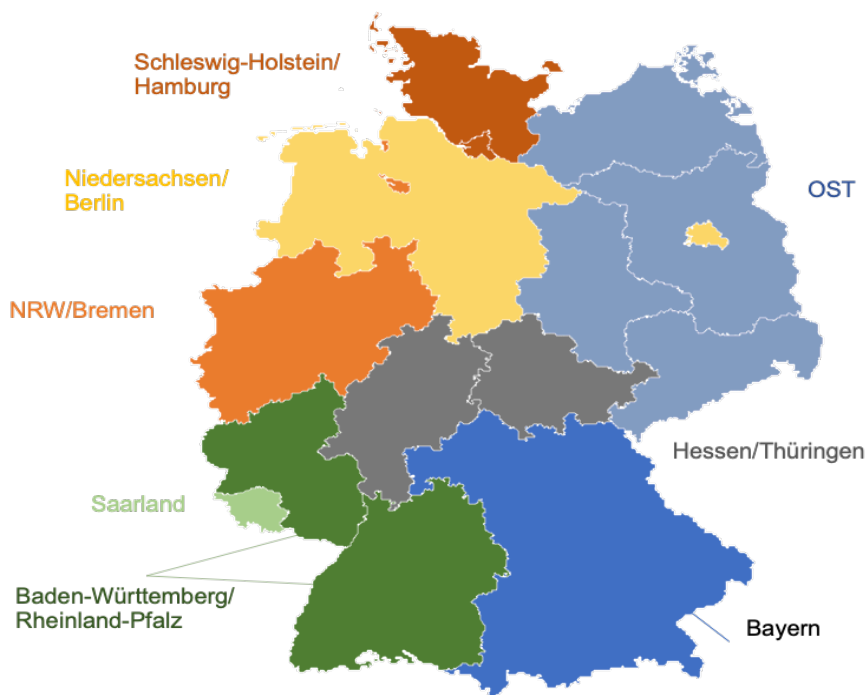 Schleswig-Holstein/
Hamburg
Niedersachsen/
Berlin
OST
NRW/Bremen
Hessen/Thüringen
Saarland
Baden-Württemberg/
Rheinland-Pfalz
Bayern